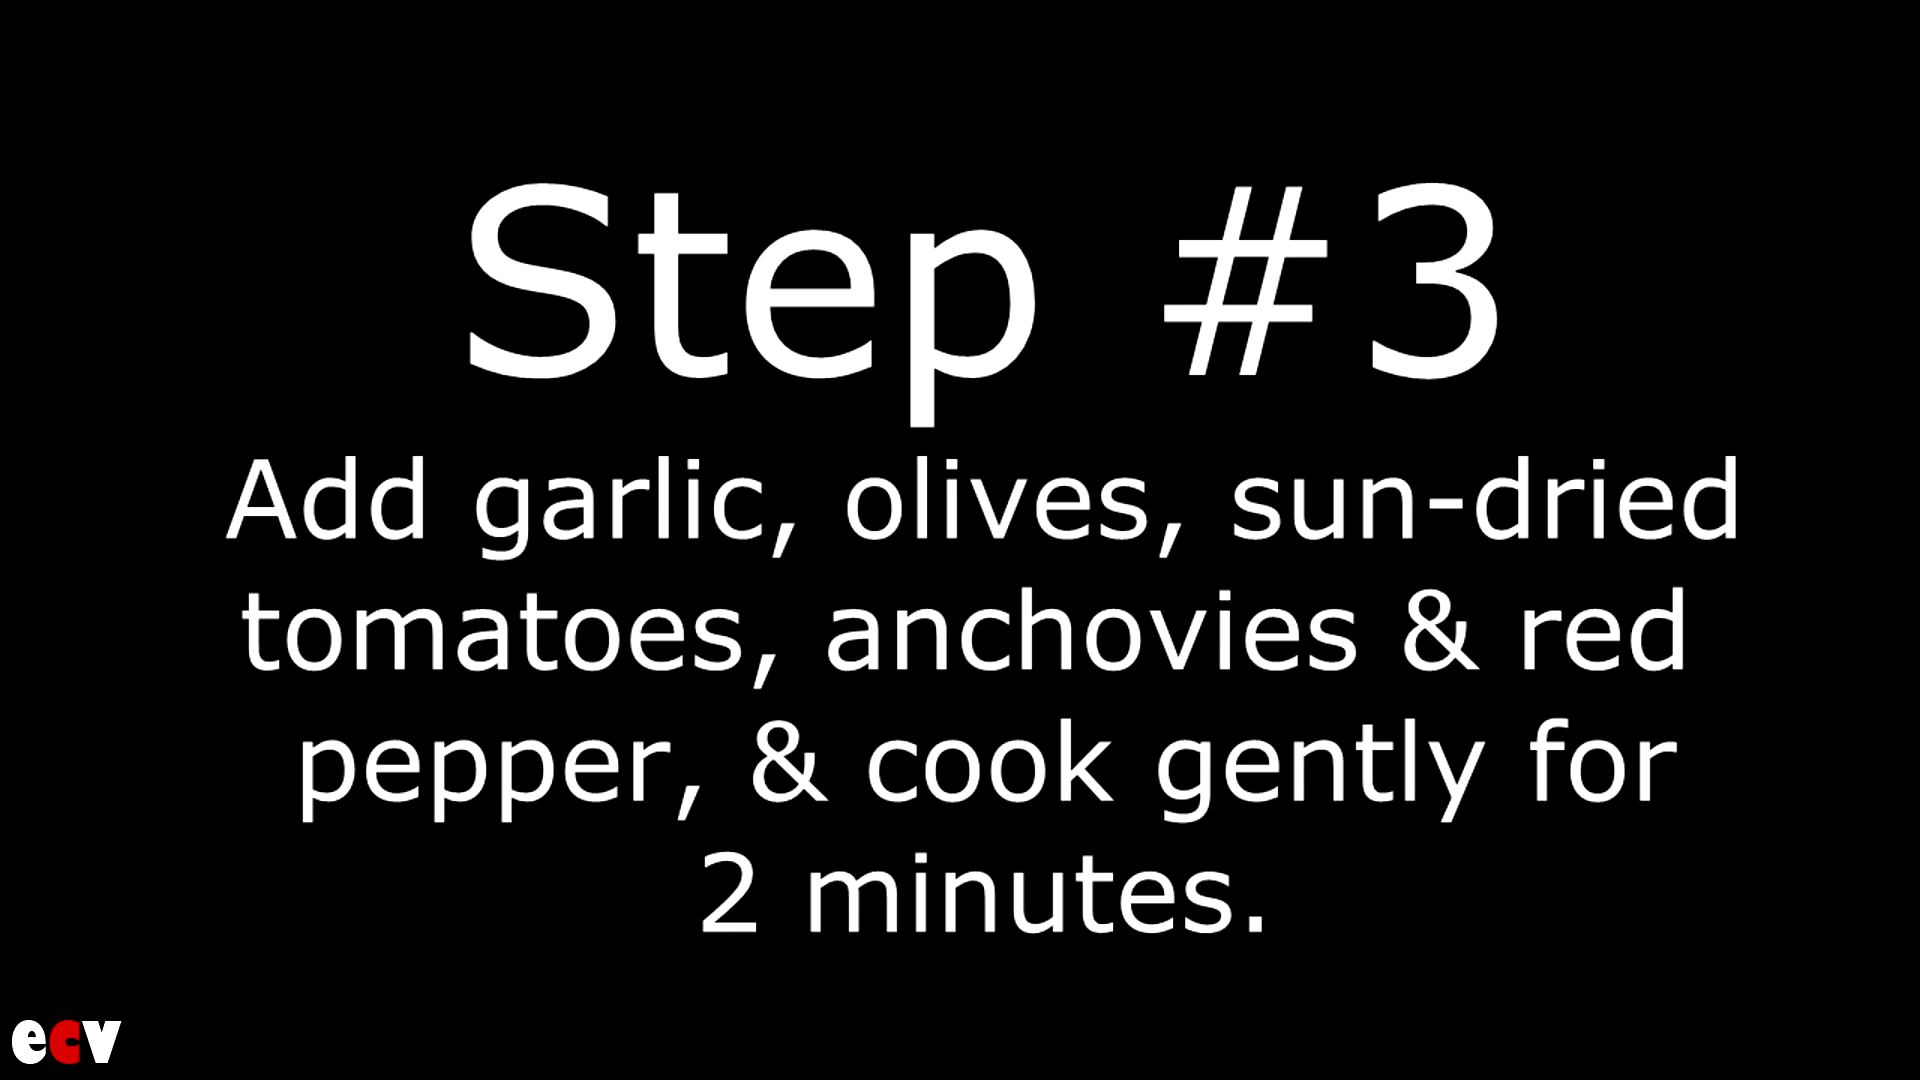 Step #3
Add garlic, olives, sun-dried
tomatoes, anchovies & red
pepper, & cook gently for
2 minutes.
ecv